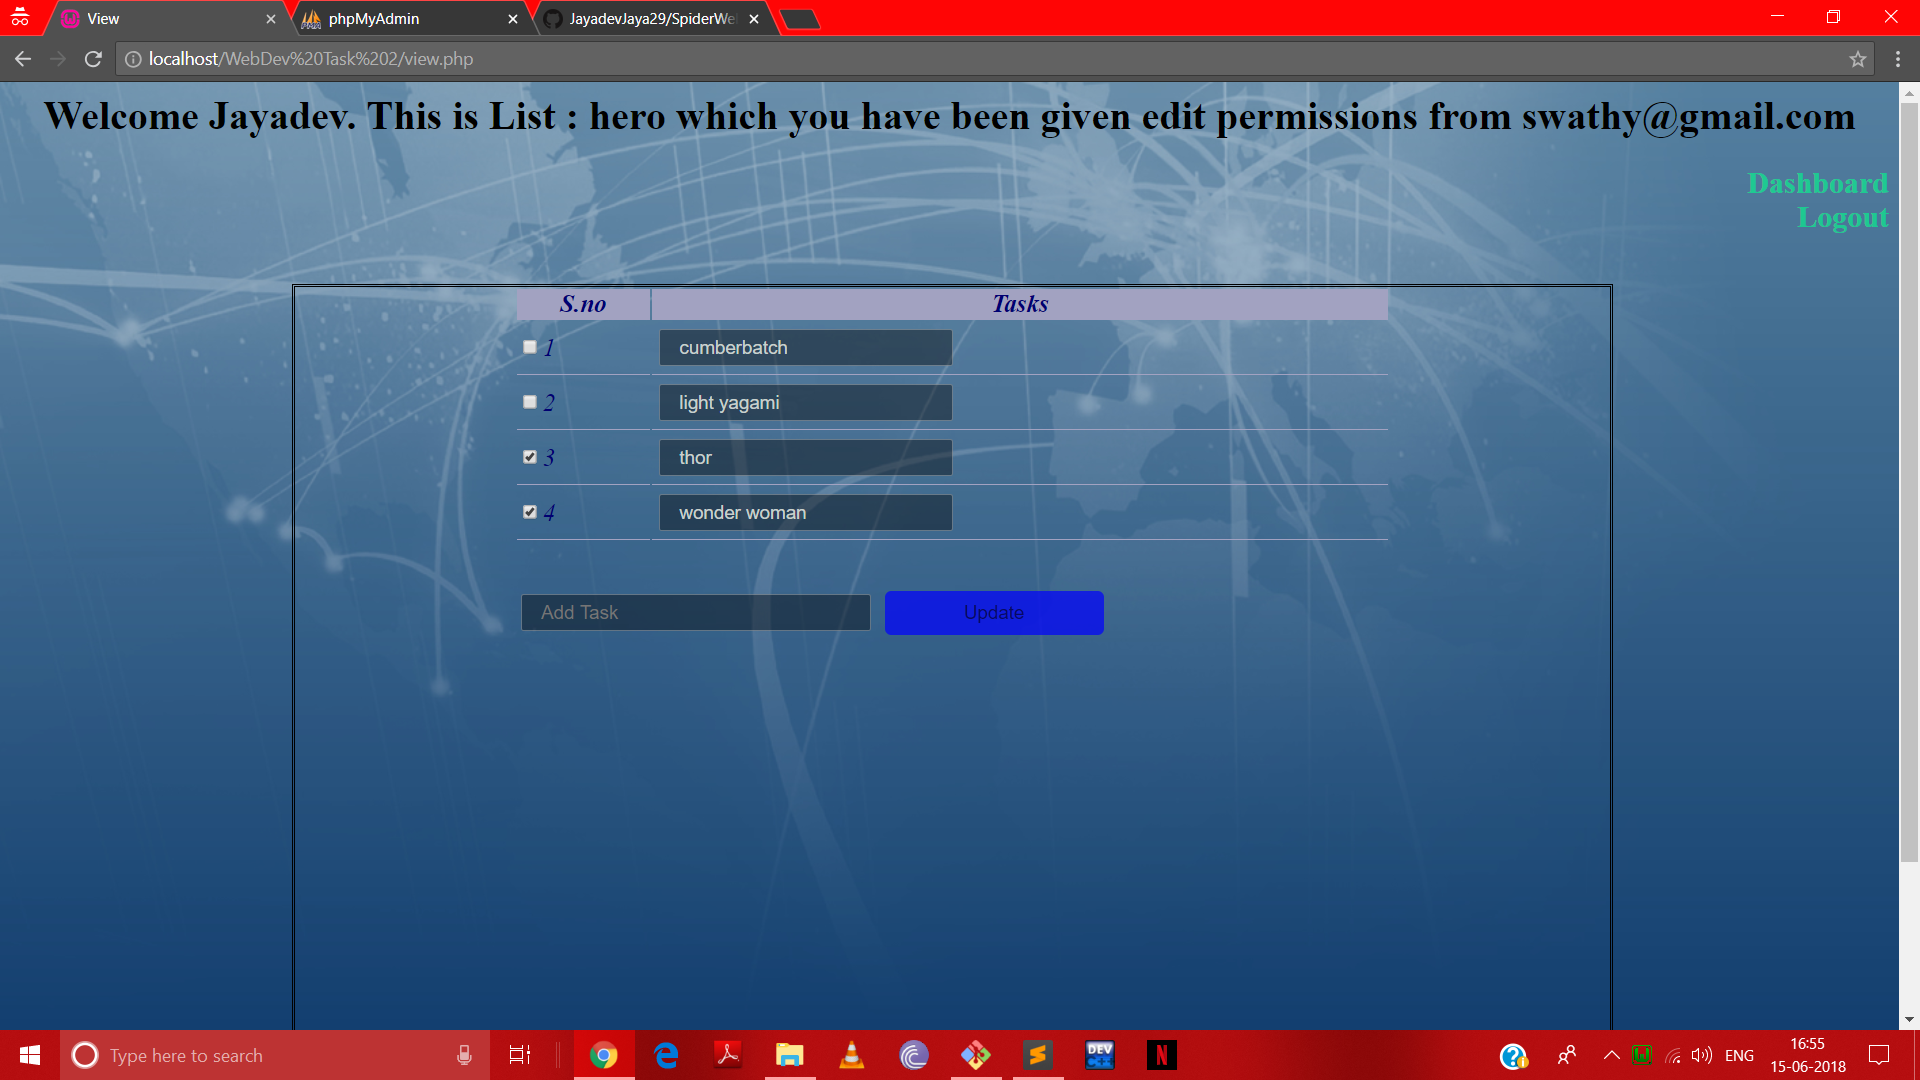 View
phpMyAdmin
JayadevJaya29/SpiderWe
localhost/WebDev%20Task%202/view.php
Welcome Jayadev. This is List : hero which you have been given edit permissions from swathy@gmail.com
Dashboard
Logout
S.no Tasks
1 cumberbatch
2 light yagami
3 thor
4 wonder woman
Add Task Update
Type here to search
DEV C++
N
ENG
16:55
15-06-2018